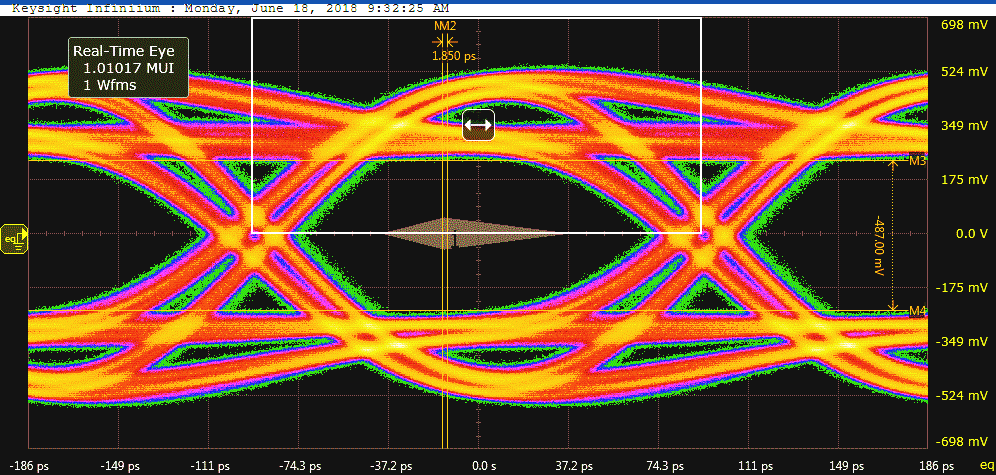 Keysight Infiniium : Monday, June 18, 2018 9:32:25 AM
Real-Time Eye
1.01017 MUI
1 Wfms
NM2
1.850 ps
698 mV
524 mV
349 mV
175 mV
0.0 V
-175 mV
-349 mV
-524 mV
-698 mV
M3
-487.00 mV
M4
eq
-186 ps -149 ps -111 ps -74.3 ps -37.2 ps 0.0 s 37.2 ps 74.3 ps 111 ps 149 ps 186 ps eq